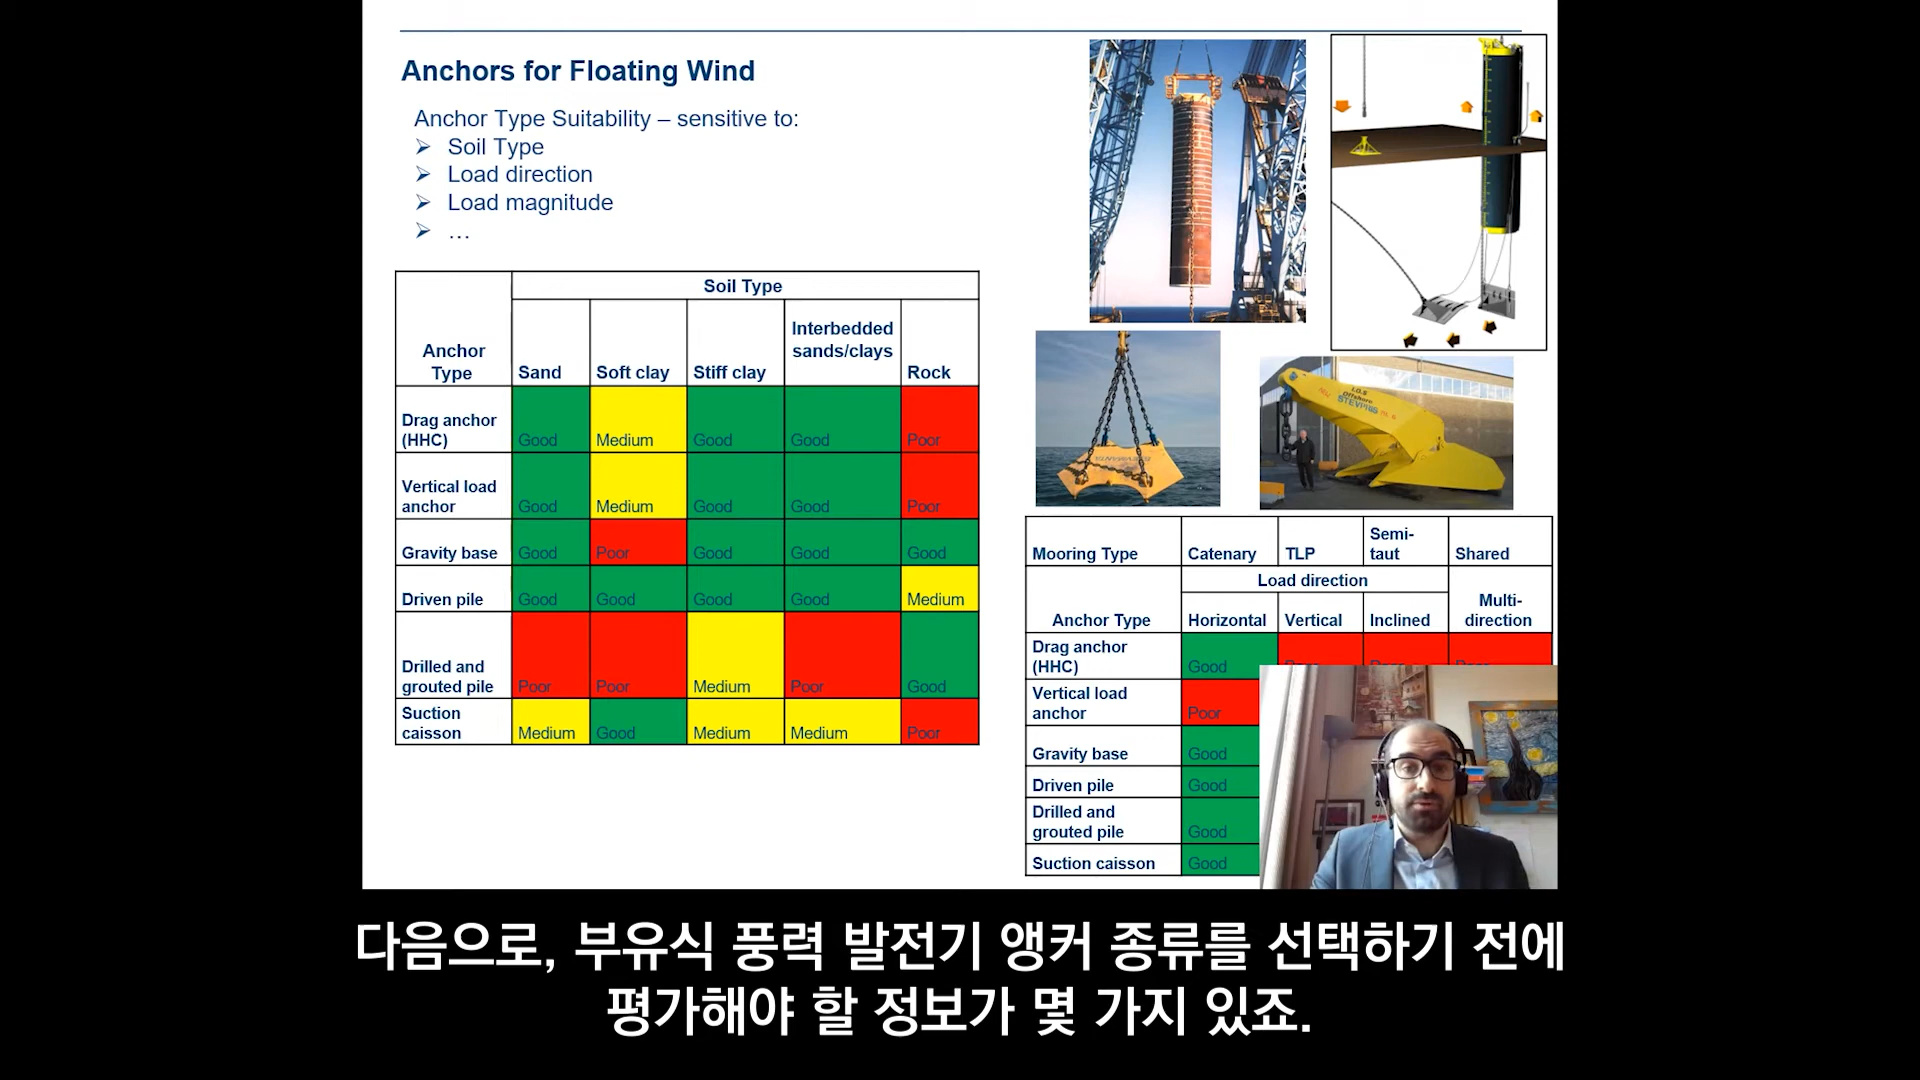 Anchors for Floating Wind
Anchor Type Suitability – sensitive to:
➢ Soil Type
➢ Load direction
➢ Load magnitude
➢ …
Soil Type
Anchor Type Sand Soft clay Stiff clay Interbedded sands/clays Rock
Drag anchor (HHC) Good Medium Good Good Poor
Vertical load anchor Good Medium Good Good Poor
Gravity base Good Poor Good Good Good
Driven pile Good Good Good Good Medium
Drilled and grouted pile Poor Poor Medium Poor Good
Suction caisson Medium Good Medium Medium Poor
Offshore
STEVPRIS
Mooring Type Catenary TLP Semi-taut Shared
Load direction
Anchor Type Horizontal Vertical Inclined Multi-direction
Drag anchor (HHC) Good
Vertical load anchor Poor
Gravity base Good
Driven pile Good
Drilled and grouted pile Good
Suction caisson Good
다음으로, 부유식 풍력 발전기 앵커 종류를 선택하기 전에
평가해야 할 정보가 몇 가지 있죠.